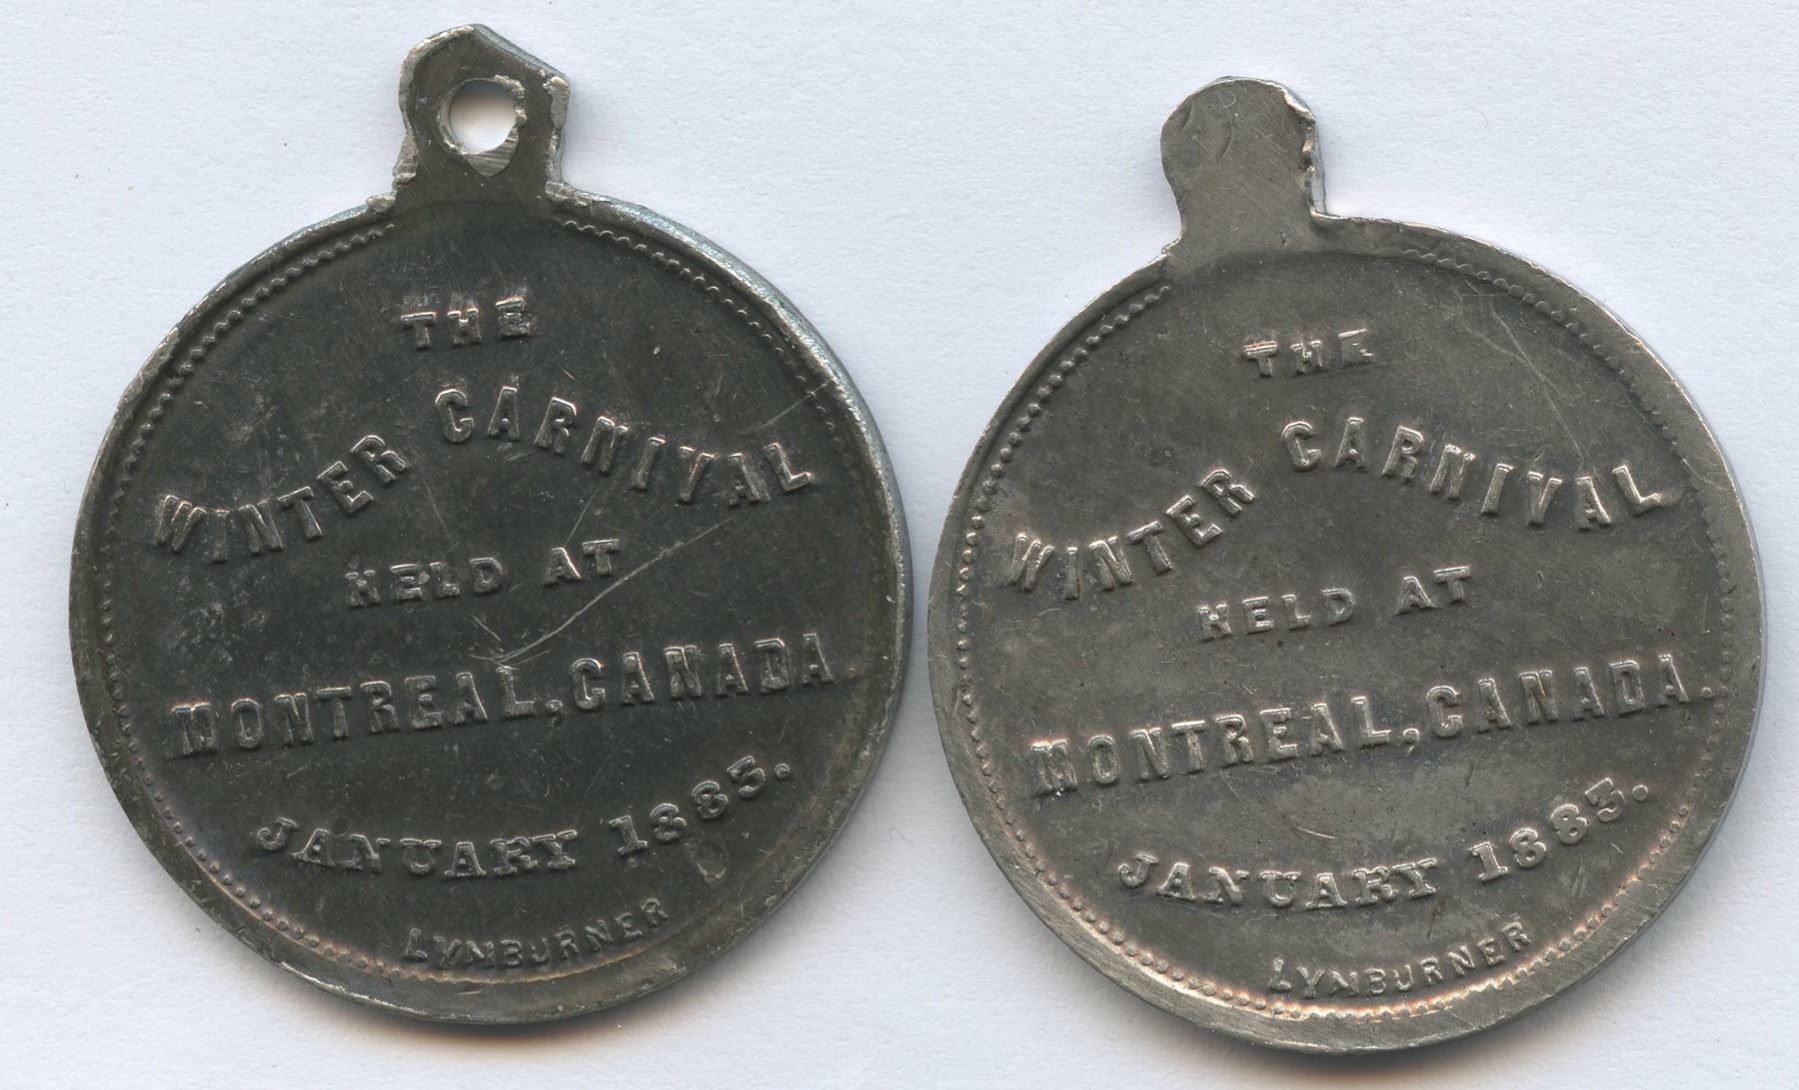 THE
WINTER CARNIVAL
HELD AT
MONTREAL, CANADA.
JANUARY 1883.
LYMBURNER
THE
WINTER CARNIVAL
HELD AT
MONTREAL, CANADA.
JANUARY 1883.
LYMBURNER